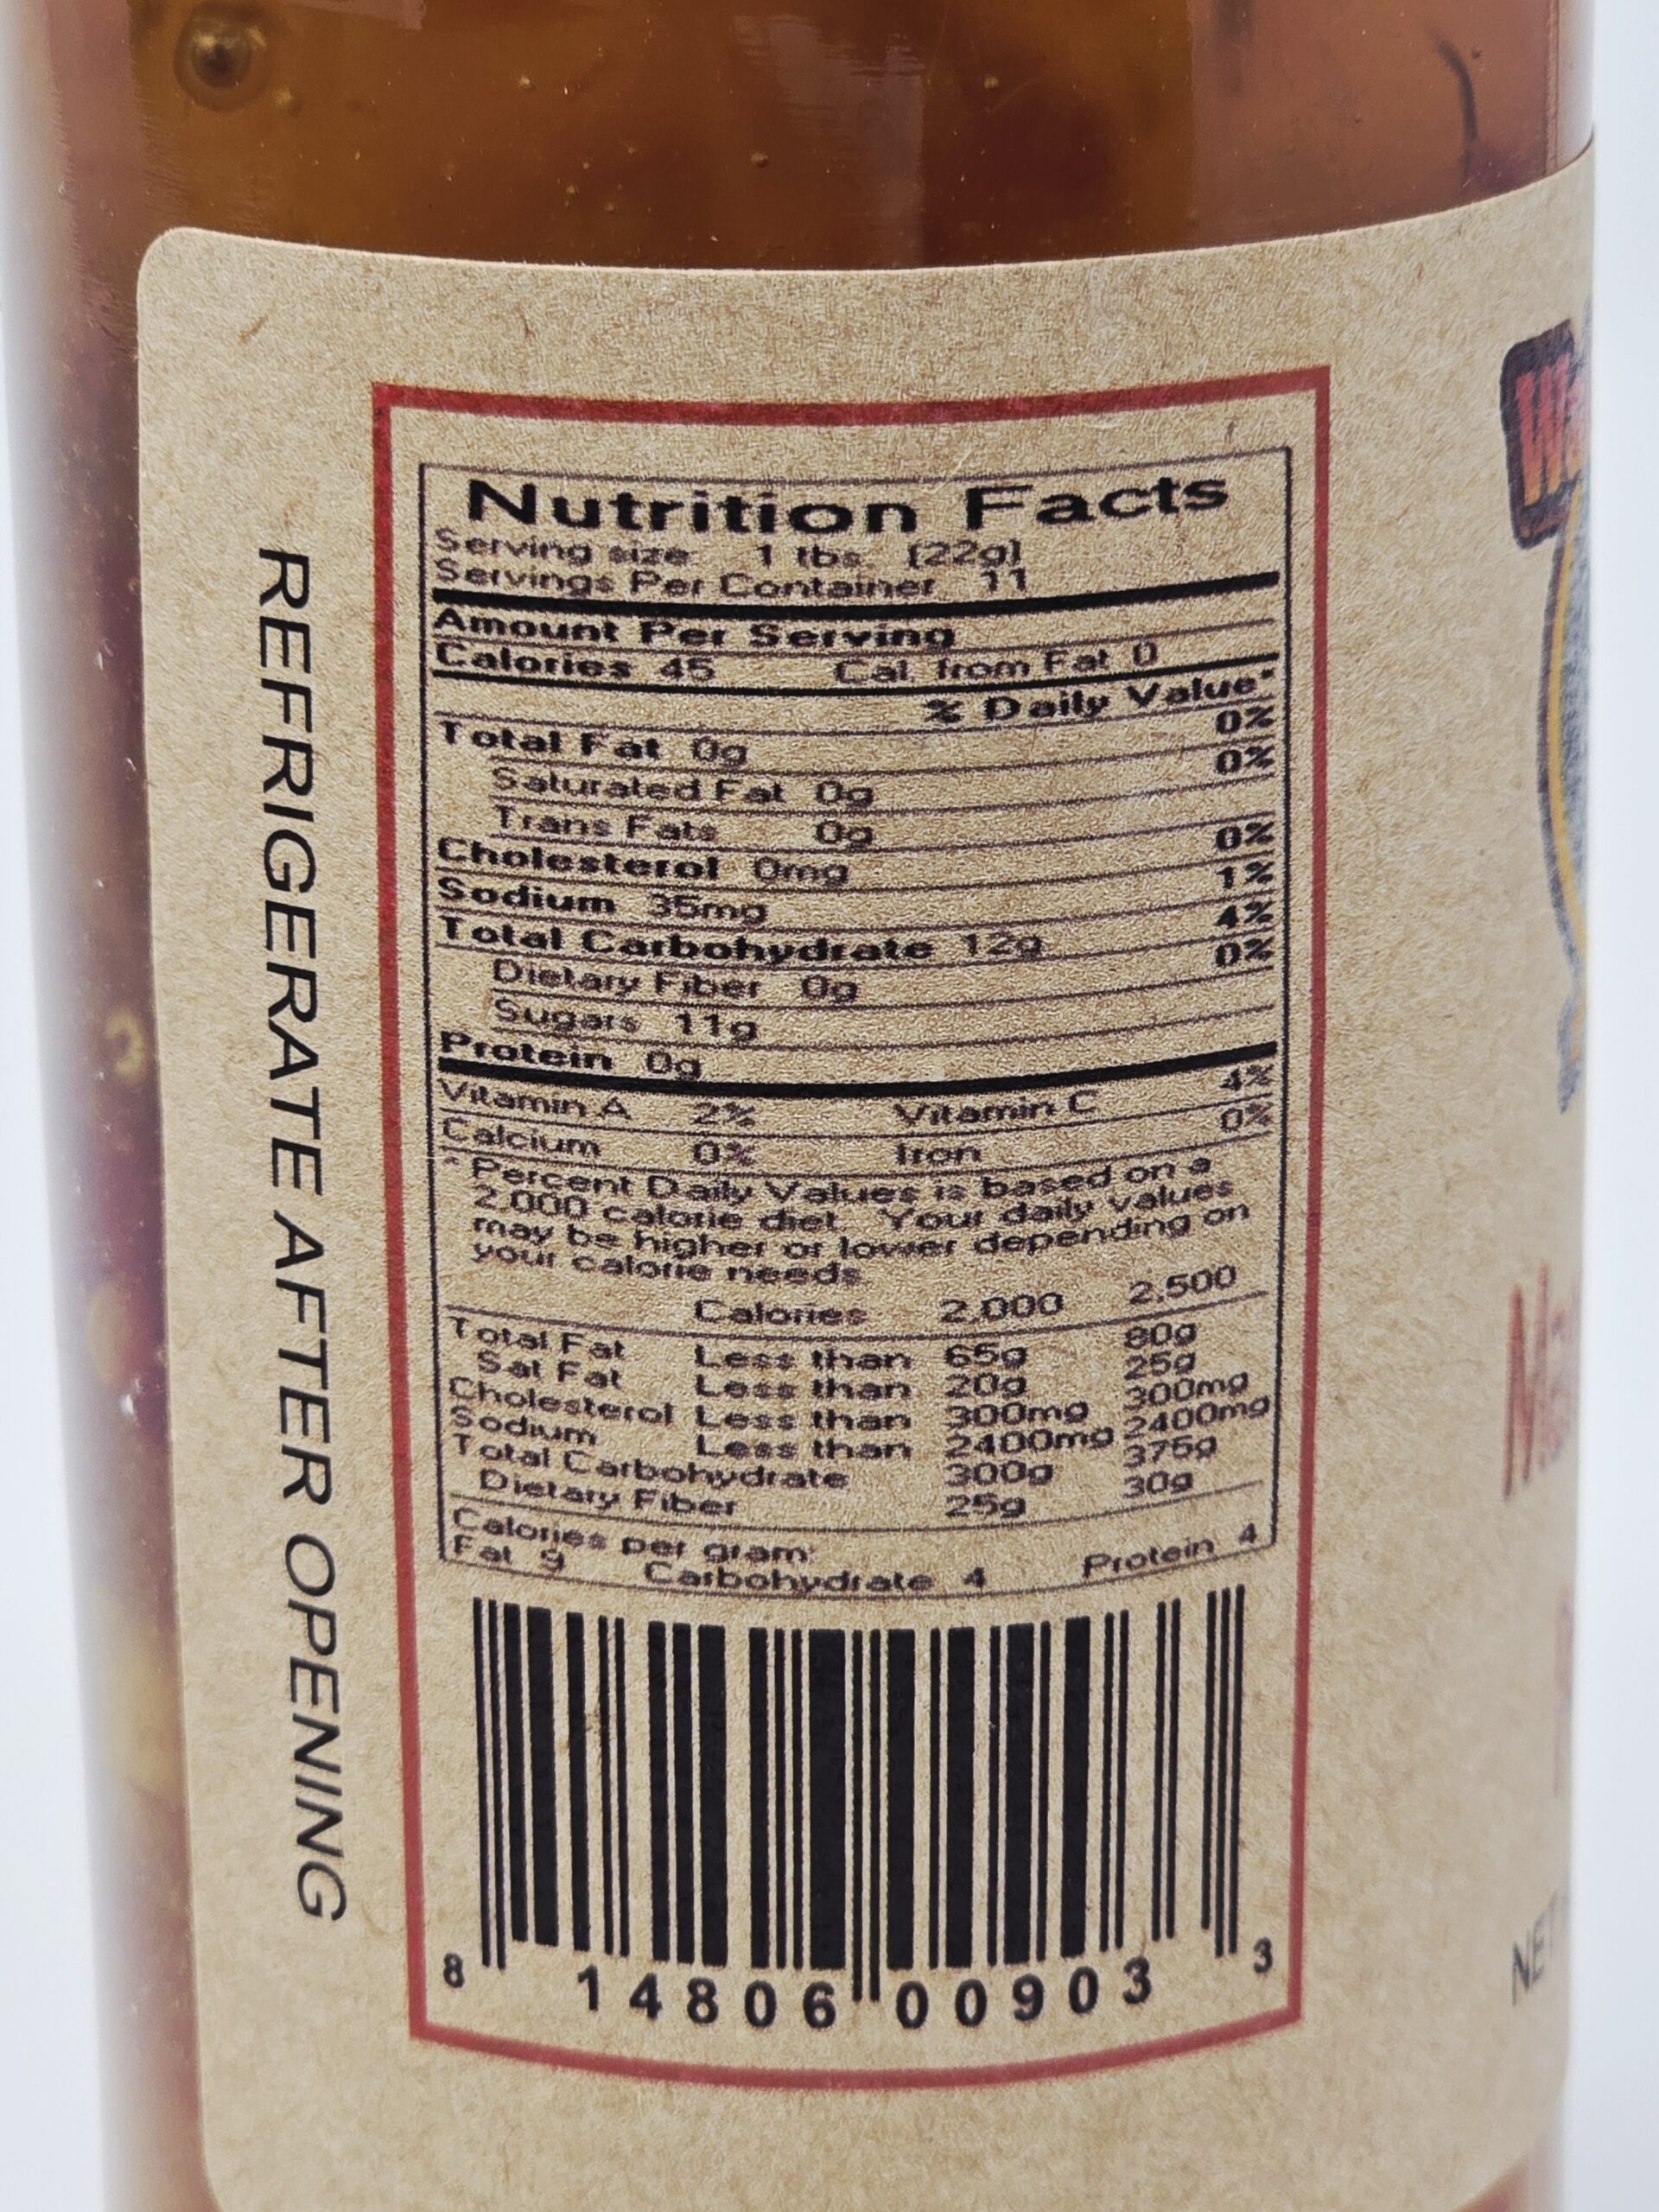 REFRIGERATE AFTER OPENING
Nutrition Facts
Serving size: 1 tbs. (22g)
Servings Per Container 11
Amount Per Serving
Calories 45 Cal. from Fat 0
% Daily Value*
Total Fat 0g 0%
Saturated Fat 0g 0%
Trans Fats 0g
Cholesterol 0mg 0%
Sodium 35mg 1%
Total Carbohydrate 12g 4%
Dietary Fiber 0g 0%
Sugars 11g
Protein 0g
Vitamin A 2% Vitamin C 4%
Calcium 0% Iron 0%
* Percent Daily Values is based on a
2,000 calorie diet. Your daily values
may be higher or lower depending on
your calorie needs.
Calories 2,000 2,500
Total Fat Less than 65g 80g
Sat Fat Less than 20g 25g
Cholesterol Less than 300mg 300mg
Sodium Less than 2400mg 2400mg
Total Carbohydrate 300g 375g
Dietary Fiber 25g 30g
Calories per gram:
Fat 9 Carbohydrate 4 Protein 4
8 14806 00903 3
NET